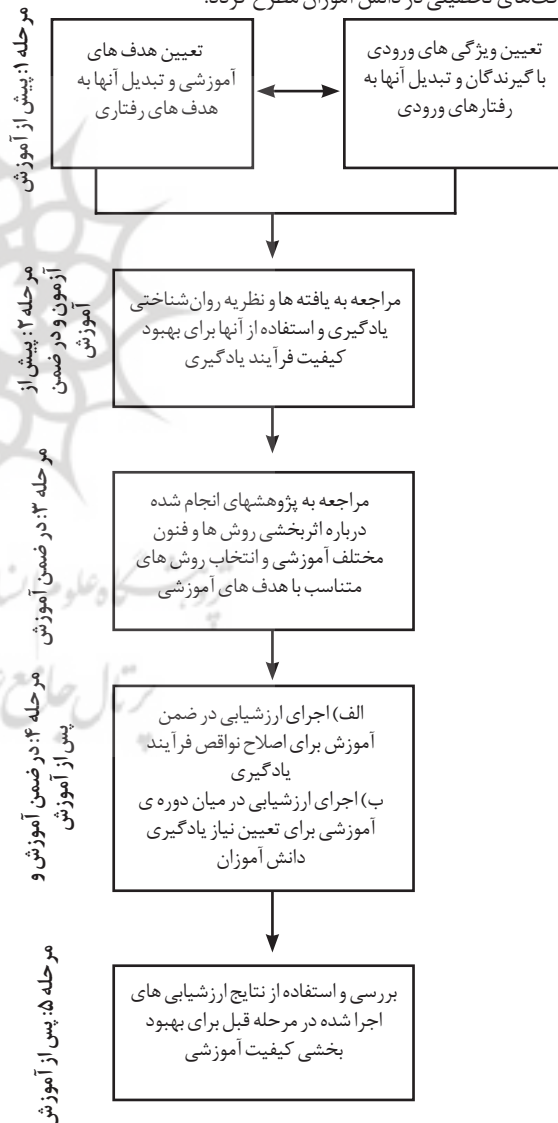 مرحله ۱: پیش از آموزش
تعیین ویژگی های ورودی
با گیرندگان و تبدیل آنها به
رفتارهای ورودی
تعیین هدف های
آموزشی و تبدیل آنها به
هدف های رفتاری
مرحله ۲: پیش از
آزمون و در ضمن
آموزش
مراجعه به یافته ها و نظریه روان‌شناختی
یادگیری و استفاده از آنها برای بهبود
کیفیت فرآیند یادگیری
مرحله ۳: در ضمن آموزش
مراجعه به پژوهشهای انجام شده
درباره اثربخشی روش ها و فنون
مختلف آموزشی و انتخاب روش های
متناسب با هدف های آموزشی
مرحله ۴: در ضمن آموزش و
پس از آموزش
الف) اجرای ارزشیابی در ضمن
آموزش برای اصلاح نواقص فرآیند
یادگیری
ب) اجرای ارزشیابی در میان دوره ی
آموزشی برای تعیین نیاز یادگیری
دانش آموزان
مرحله ۵: پس از آموزش
بررسی و استفاده از نتایج ارزشیابی های
اجرا شده در مرحله قبل برای بهبود
بخشی کیفیت آموزشی